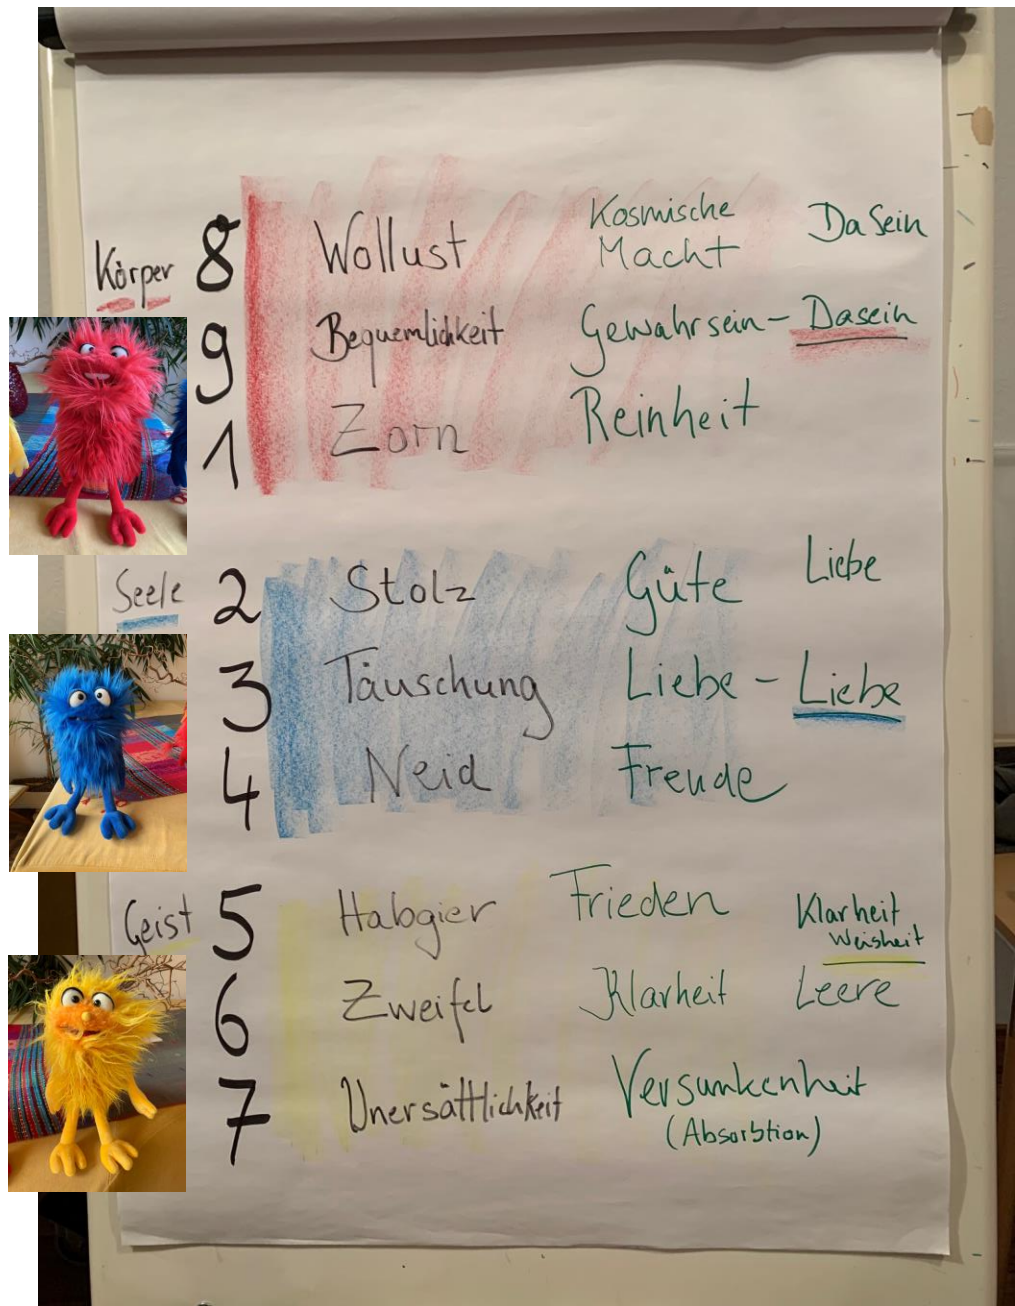 Körper 8 Wollust Kosmische Macht DaSein
9 Bequemlichkeit Gewahrsein - Dasein
1 Zorn Reinheit
Seele 2 Stolz Güte Liebe
3 Täuschung Liebe - Liebe
4 Neid Freude
Geist 5 Habgier Frieden Klarheit Weisheit
6 Zweifel Klarheit Leere
7 Unersättlichkeit Versunkenheit
(Absorbtion)